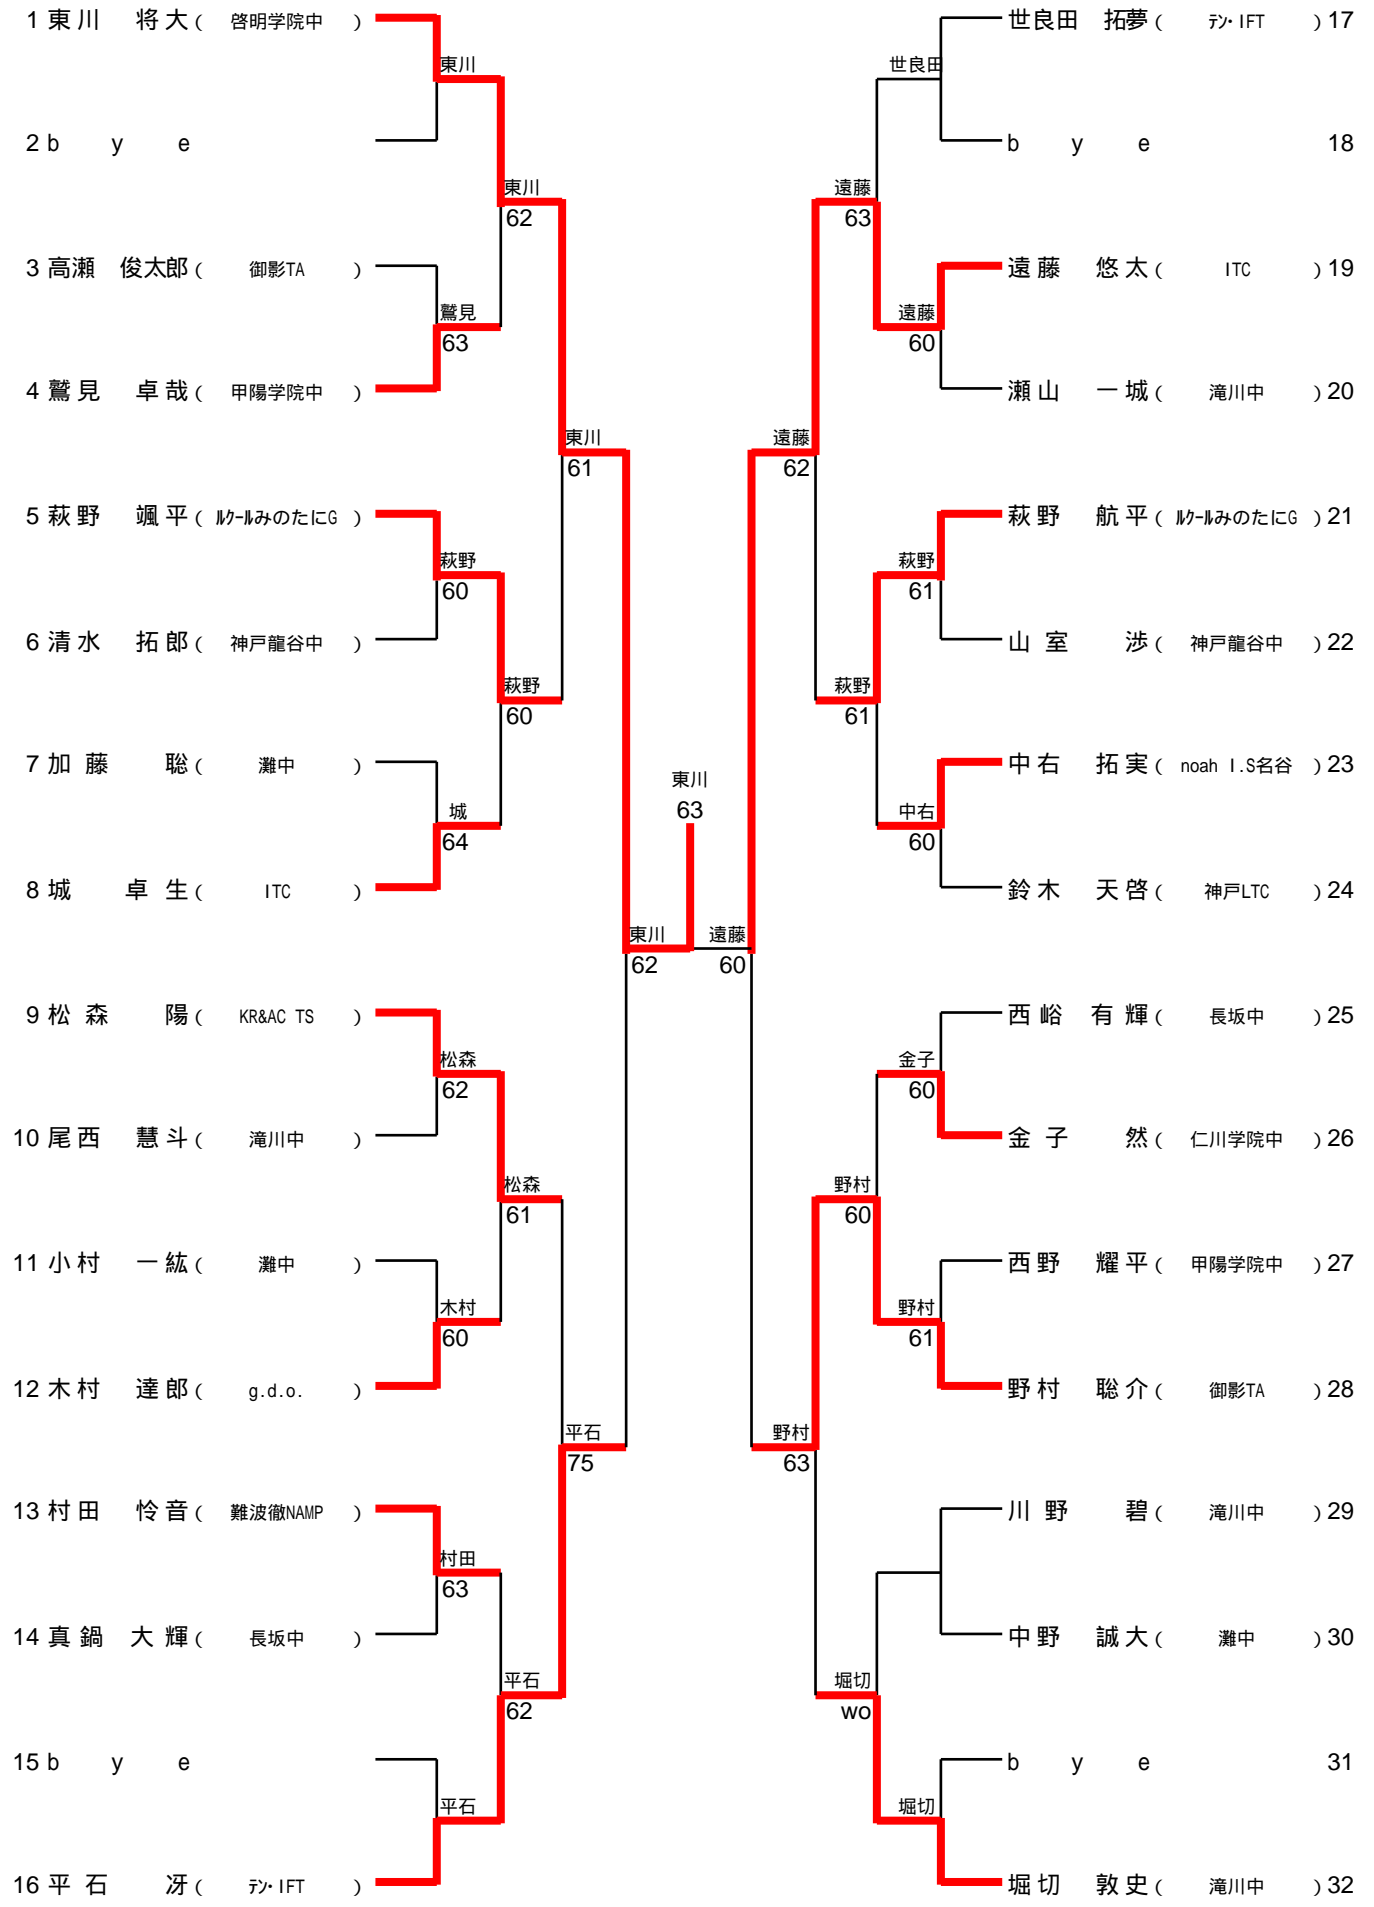 1 東川 将大 ( 啓明学院中 )
東川
2 b y e
東川
62
3 高瀬 俊太郎 ( 御影TA )
鷲見
63
4 鷲見 卓哉 ( 甲陽学院中 )
東川
61
5 萩野 颯平 ( ﾙｸｰﾙみのたにG )
萩野
60
6 清水 拓郎 ( 神戸龍谷中 )
萩野
60
7 加藤 聡 ( 灘中 )
城
64
8 城 卓生 ( ITC )
東川
62
9 松森 陽 ( KR&AC TS )
松森
62
10 尾西 慧斗 ( 滝川中 )
松森
61
11 小村 一紘 ( 灘中 )
木村
60
12 木村 達郎 ( g.d.o. )
平石
75
13 村田 怜音 ( 難波徹NAMP )
村田
63
14 真鍋 大輝 ( 長坂中 )
平石
62
15 b y e
平石
16 平石 冴 ( ﾃﾝ･IFT )
東川
63
世良田 拓夢 ( ﾃﾝ･IFT ) 17
世良田
b y e 18
遠藤
63
遠藤 悠太 ( ITC ) 19
遠藤
60
瀬山 一城 ( 滝川中 ) 20
遠藤
62
萩野 航平 ( ﾙｸｰﾙみのたにG ) 21
萩野
61
山室 渉 ( 神戸龍谷中 ) 22
萩野
61
中右 拓実 ( noah I.S名谷 ) 23
中右
60
鈴木 天啓 ( 神戸LTC ) 24
遠藤
60
西峪 有輝 ( 長坂中 ) 25
金子
60
金子 然 ( 仁川学院中 ) 26
野村
60
西野 耀平 ( 甲陽学院中 ) 27
野村
61
野村 聡介 ( 御影TA ) 28
野村
63
川野 碧 ( 滝川中 ) 29
中野 誠大 ( 灘中 ) 30
堀切
wo
b y e 31
堀切
堀切 敦史 ( 滝川中 ) 32